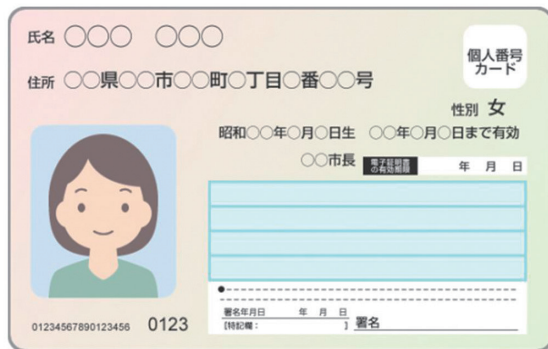 氏名 ○○○ ○○○
個人番号
カード
住所 ○○県○○市○○町○丁目○番○○号
性別 女
昭和○○年○月○日生 ○○年○月○日まで有効
○○市長 電子証明書の有効期限 年 月 日
署名年月日 年 月 日
[特記欄: ] 署名
01234567890123456 0123